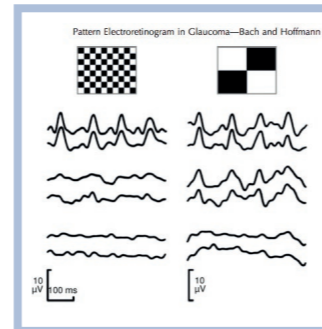 Pattern Electroretinogram in Glaucoma—Bach and Hoffmann
10
µV
100 ms
10
µV